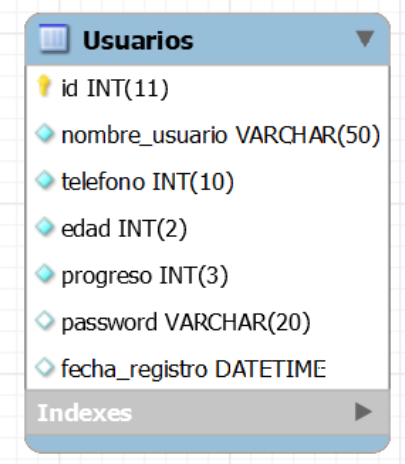 Usuarios
id INT(11)
nombre_usuario VARCHAR(50)
telefono INT(10)
edad INT(2)
progreso INT(3)
password VARCHAR(20)
fecha_registro DATETIME
Indexes